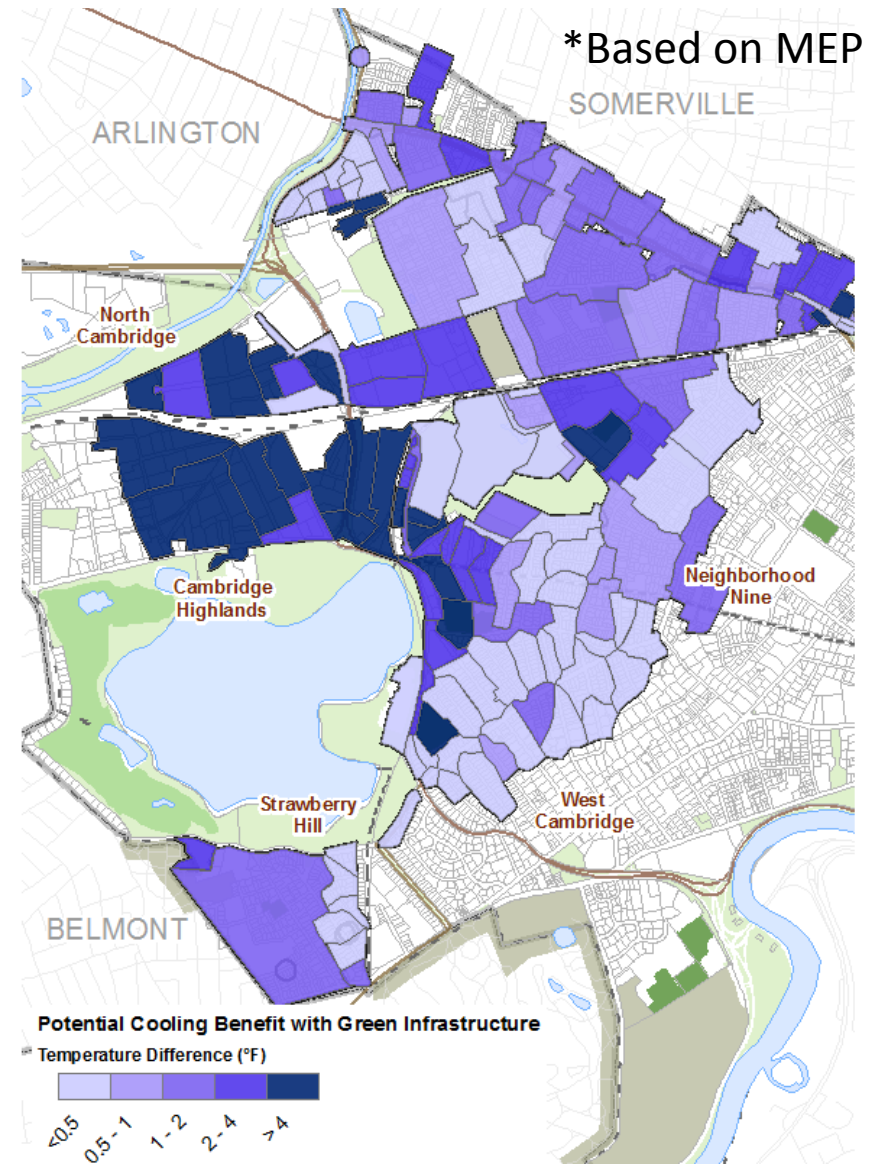 *Based on MEP
SOMERVILLE
ARLINGTON
North
Cambridge
Cambridge
Highlands
Neighborhood
Nine
Strawberry
Hill
West
Cambridge
BELMONT
Potential Cooling Benefit with Green Infrastructure
Temperature Difference (°F)
<0.5
0.5 - 1
1 - 2
2 - 4
> 4